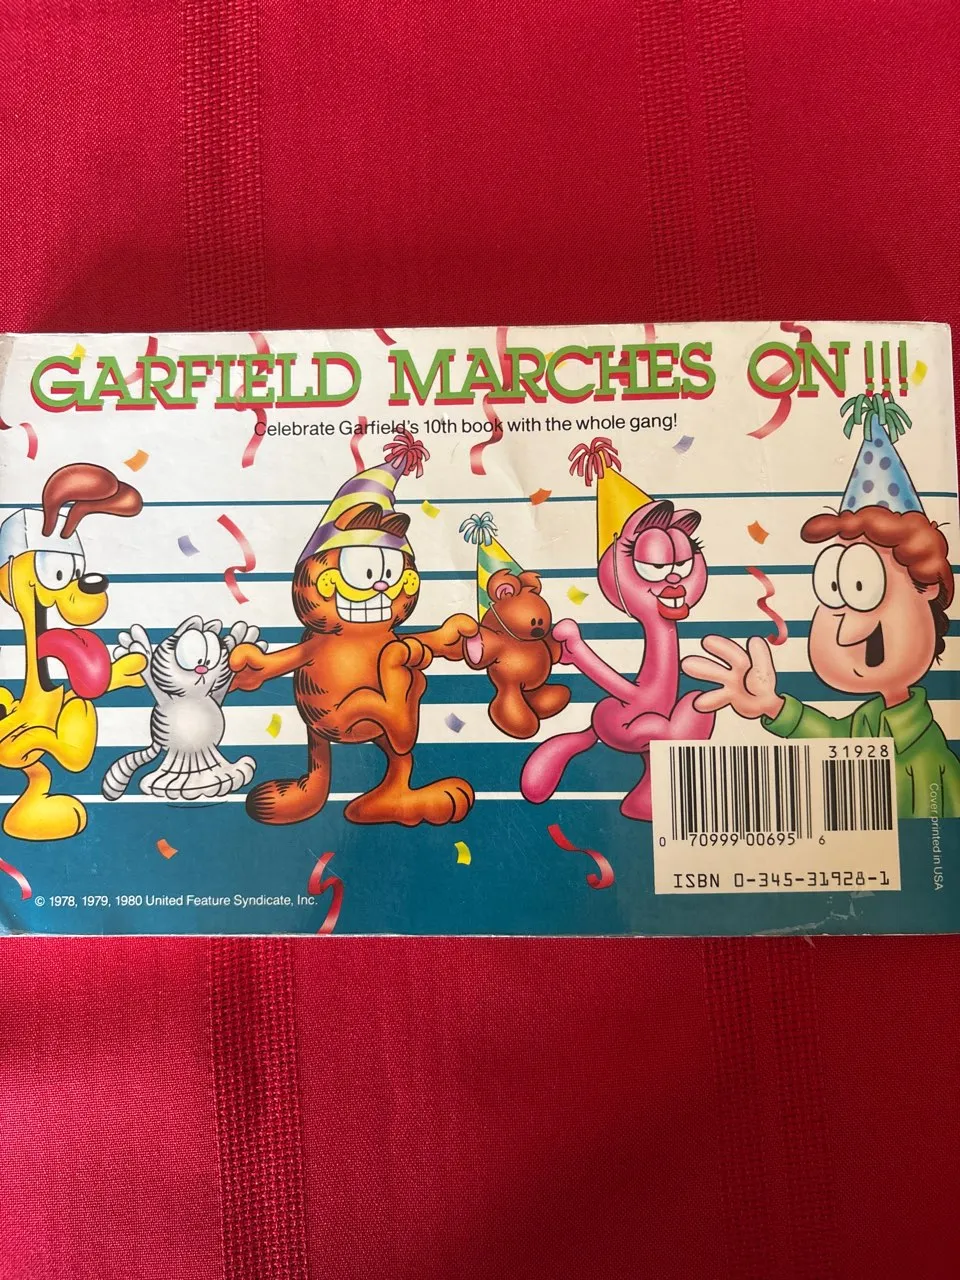 GARFIELD MARCHES ON!!!
Celebrate Garfield's 10th book with the whole gang!
31928
0 70999 00695 6
ISBN 0-345-31928-1
Cover printed in USA
© 1978, 1979, 1980 United Feature Syndicate, Inc.